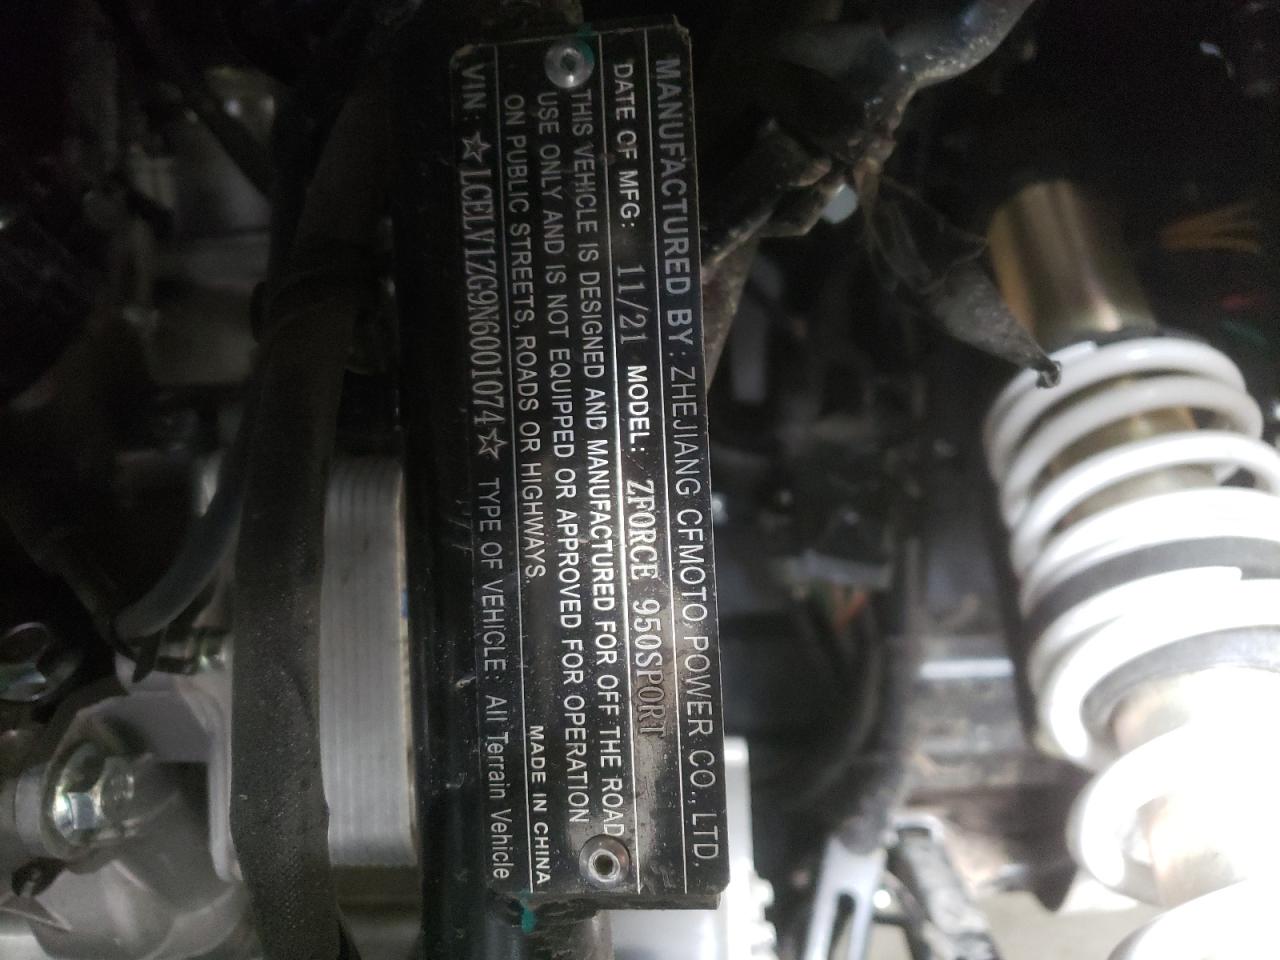 MANUFACTURED BY: ZHEJIANG CFMOTO POWER CO., LTD.
DATE OF MFG: 11/21 MODEL: ZFORCE 950SPORT
THIS VEHICLE IS DESIGNED AND MANUFACTURED FOR OFF THE ROAD
USE ONLY AND IS NOT EQUIPPED OR APPROVED FOR OPERATION
ON PUBLIC STREETS, ROADS OR HIGHWAYS. MADE IN CHINA
VIN: ☆LCELV1ZG9N6001074☆ TYPE OF VEHICLE: All Terrain Vehicle